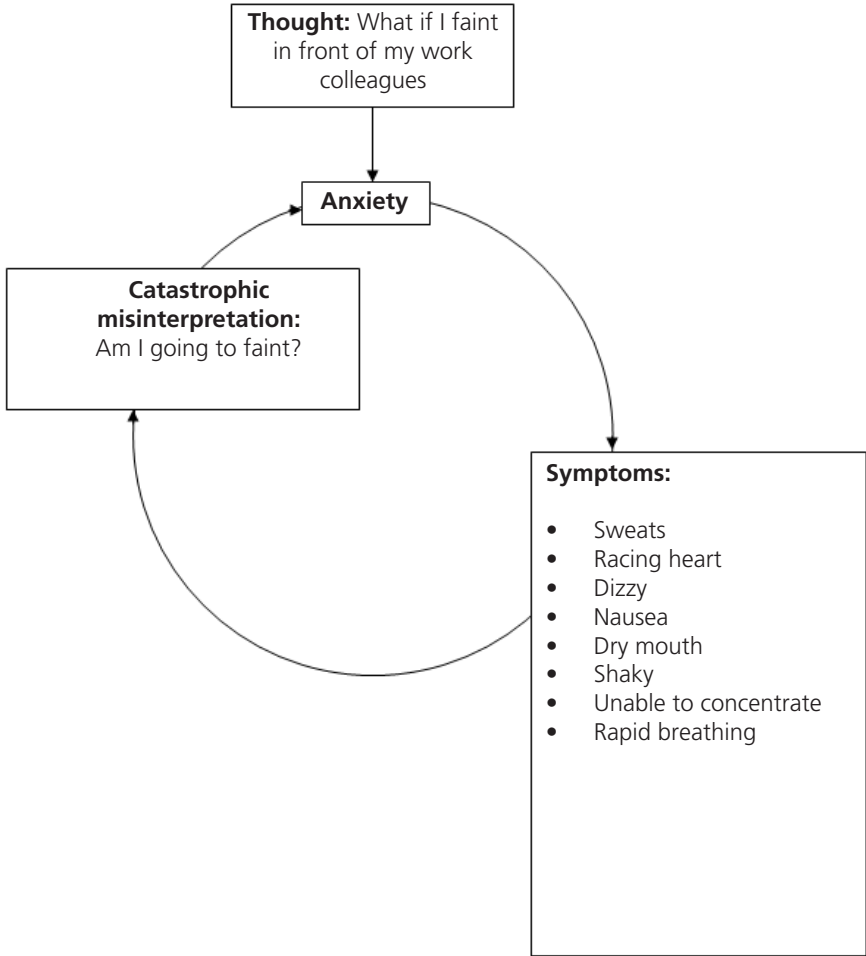 Thought: What if I faint
in front of my work
colleagues
Anxiety
Catastrophic
misinterpretation:
Am I going to faint?
Symptoms:
• Sweats
• Racing heart
• Dizzy
• Nausea
• Dry mouth
• Shaky
• Unable to concentrate
• Rapid breathing